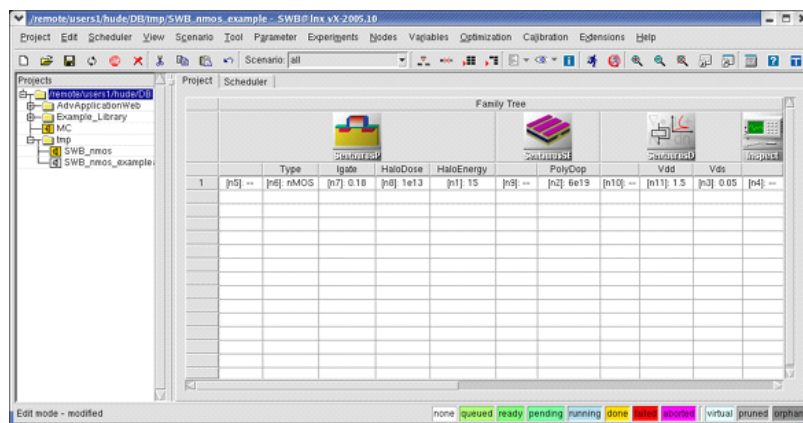 /remote/users1/hude/DB/tmp/SWB_nmos_example - SWB@lnx vX-2005.10
Project Edit Scheduler View Scenario Tool Parameter Experiments Nodes Variables Optimization Calibration Extensions Help
Scenario: all
Projects
/remote/users1/hude/DB
AdvApplicationWeb
Example_Library
MC
tmp
SWB_nmos
SWB_nmos_example
Project Scheduler
Family Tree
SentaurusSE
Inspect
Type lgate HaloDose HaloEnergy PolyDop Vdd Vds
1 [n5]: -- [n6]: nMOS [n7]: 0.18 [n8]: 1e13 [n1]: 15 [n9]: -- [n2]: 6e19 [n10]: -- [n11]: 1.5 [n3]: 0.05 [n4]: --
Edit mode - modified
none queued ready pending running done failed aborted virtual pruned orphan